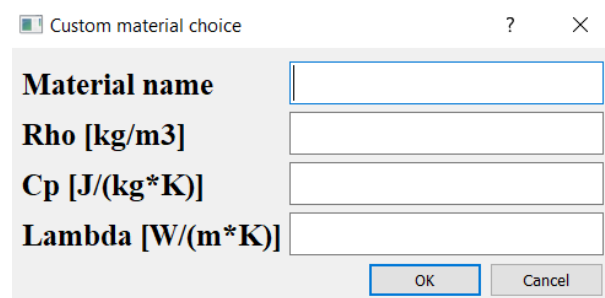 Custom material choice ?
Material name
Rho [kg/m3]
Cp [J/(kg*K)]
Lambda [W/(m*K)]
OK Cancel